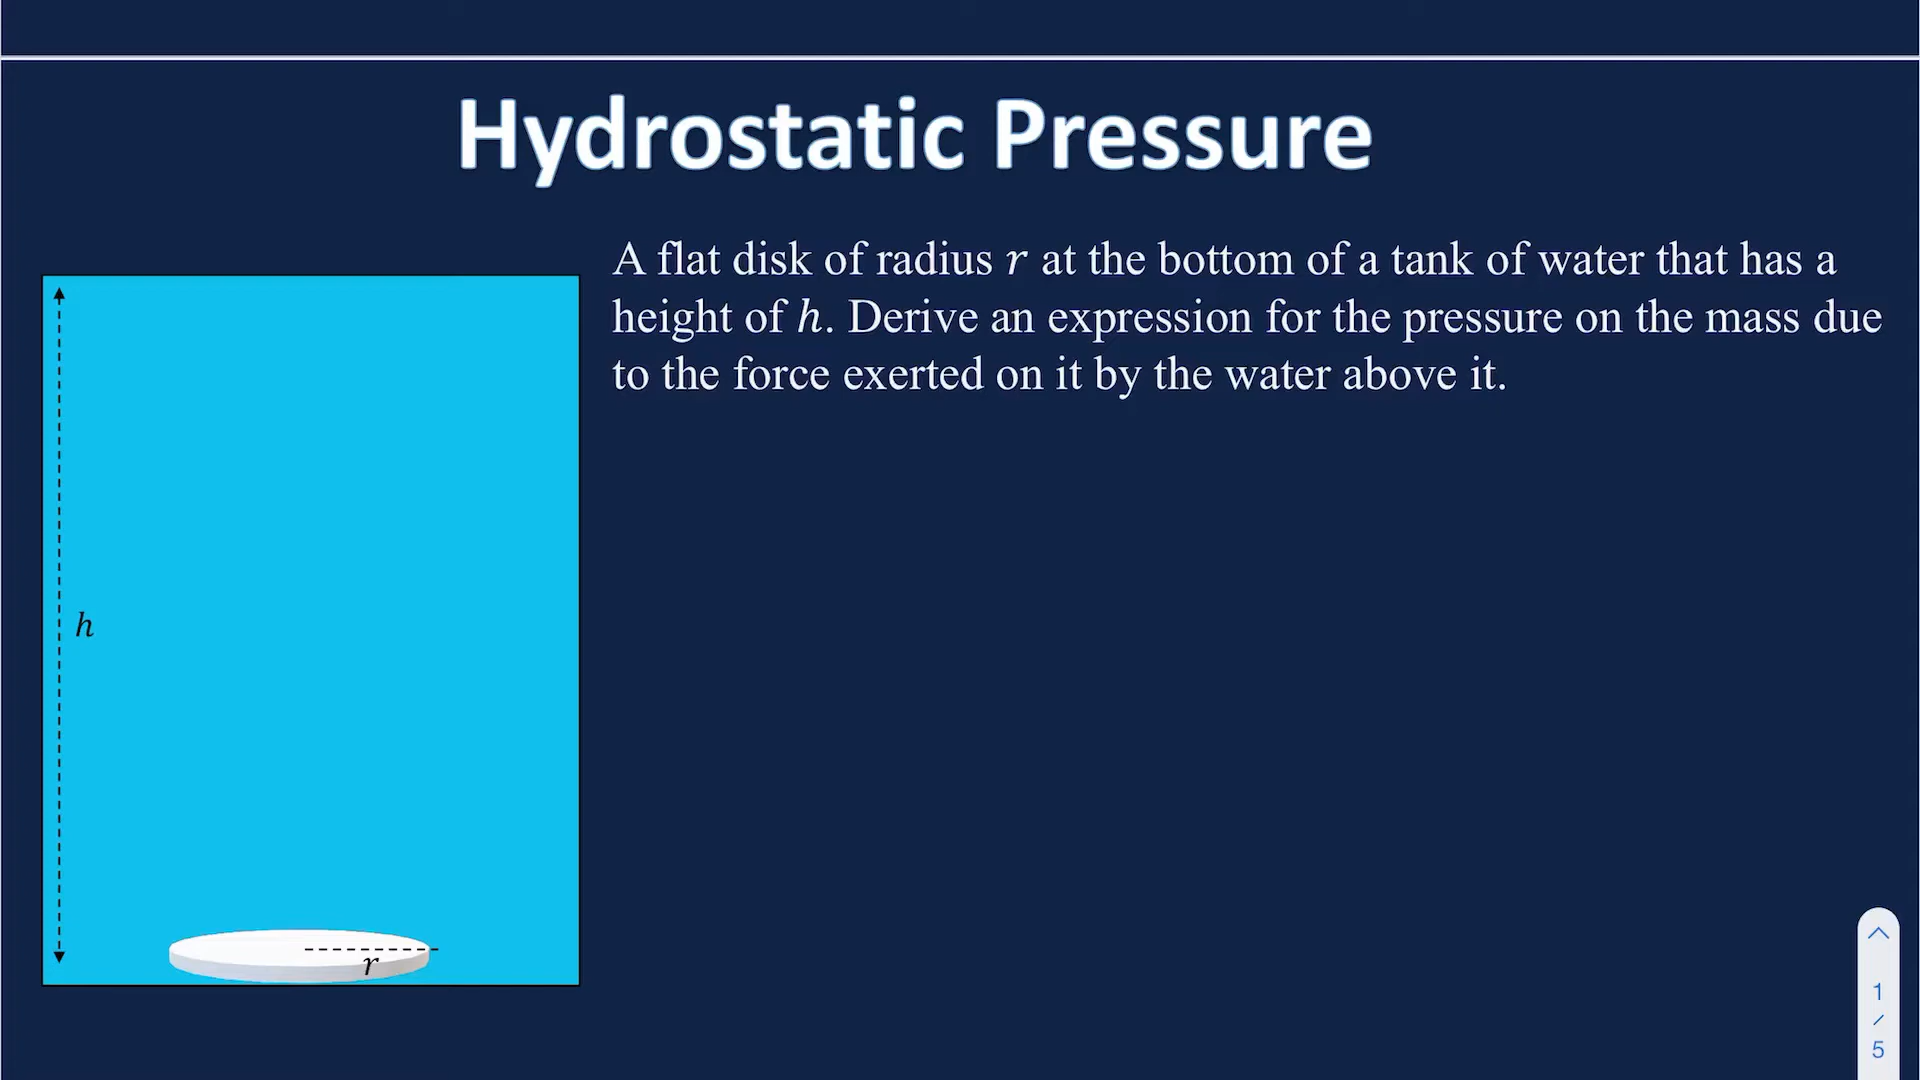 Hydrostatic Pressure
A flat disk of radius r at the bottom of a tank of water that has a
height of h. Derive an expression for the pressure on the mass due
to the force exerted on it by the water above it.
h
r
1
/
5